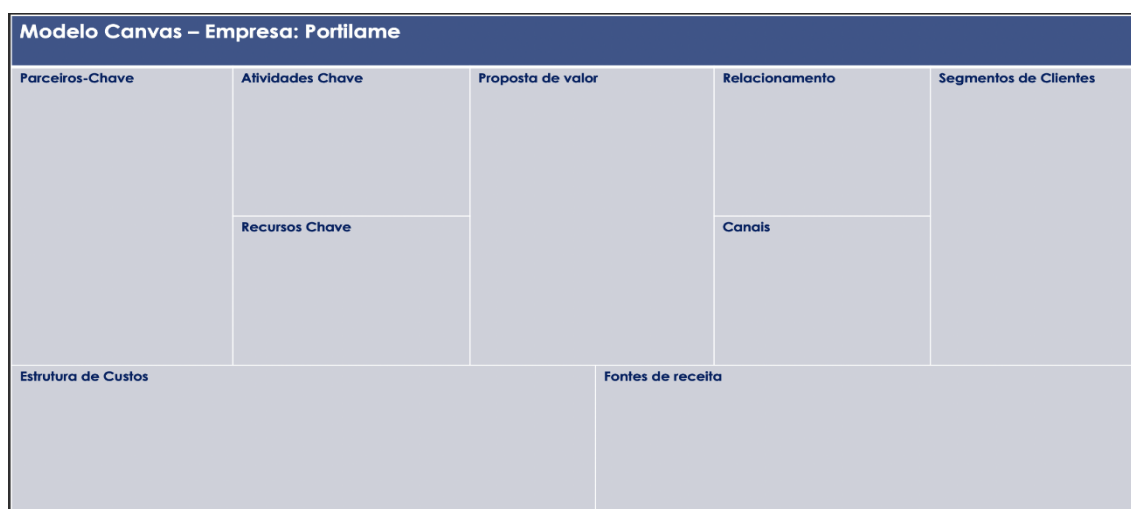 Modelo Canvas – Empresa: Portilame
Parceiros-Chave
Atividades Chave
Proposta de valor
Relacionamento
Segmentos de Clientes
Recursos Chave
Canais
Estrutura de Custos
Fontes de receita